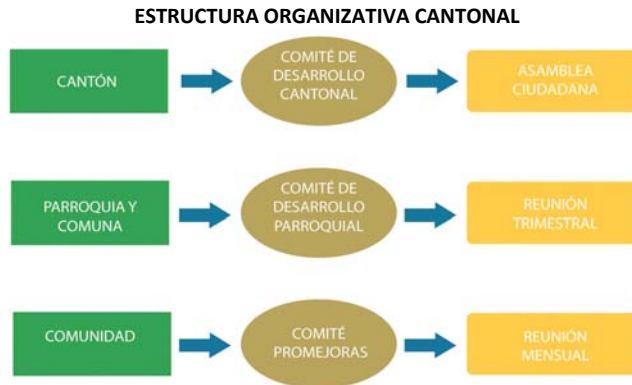 ESTRUCTURA ORGANIZATIVA CANTONAL
CANTÓN
COMITÉ DE
DESARROLLO
CANTONAL
ASAMBLEA
CIUDADANA
PARROQUIA Y
COMUNA
COMITÉ DE
DESARROLLO
PARROQUIAL
REUNIÓN
TRIMESTRAL
COMUNIDAD
COMITÉ
PROMEJORAS
REUNIÓN
MENSUAL